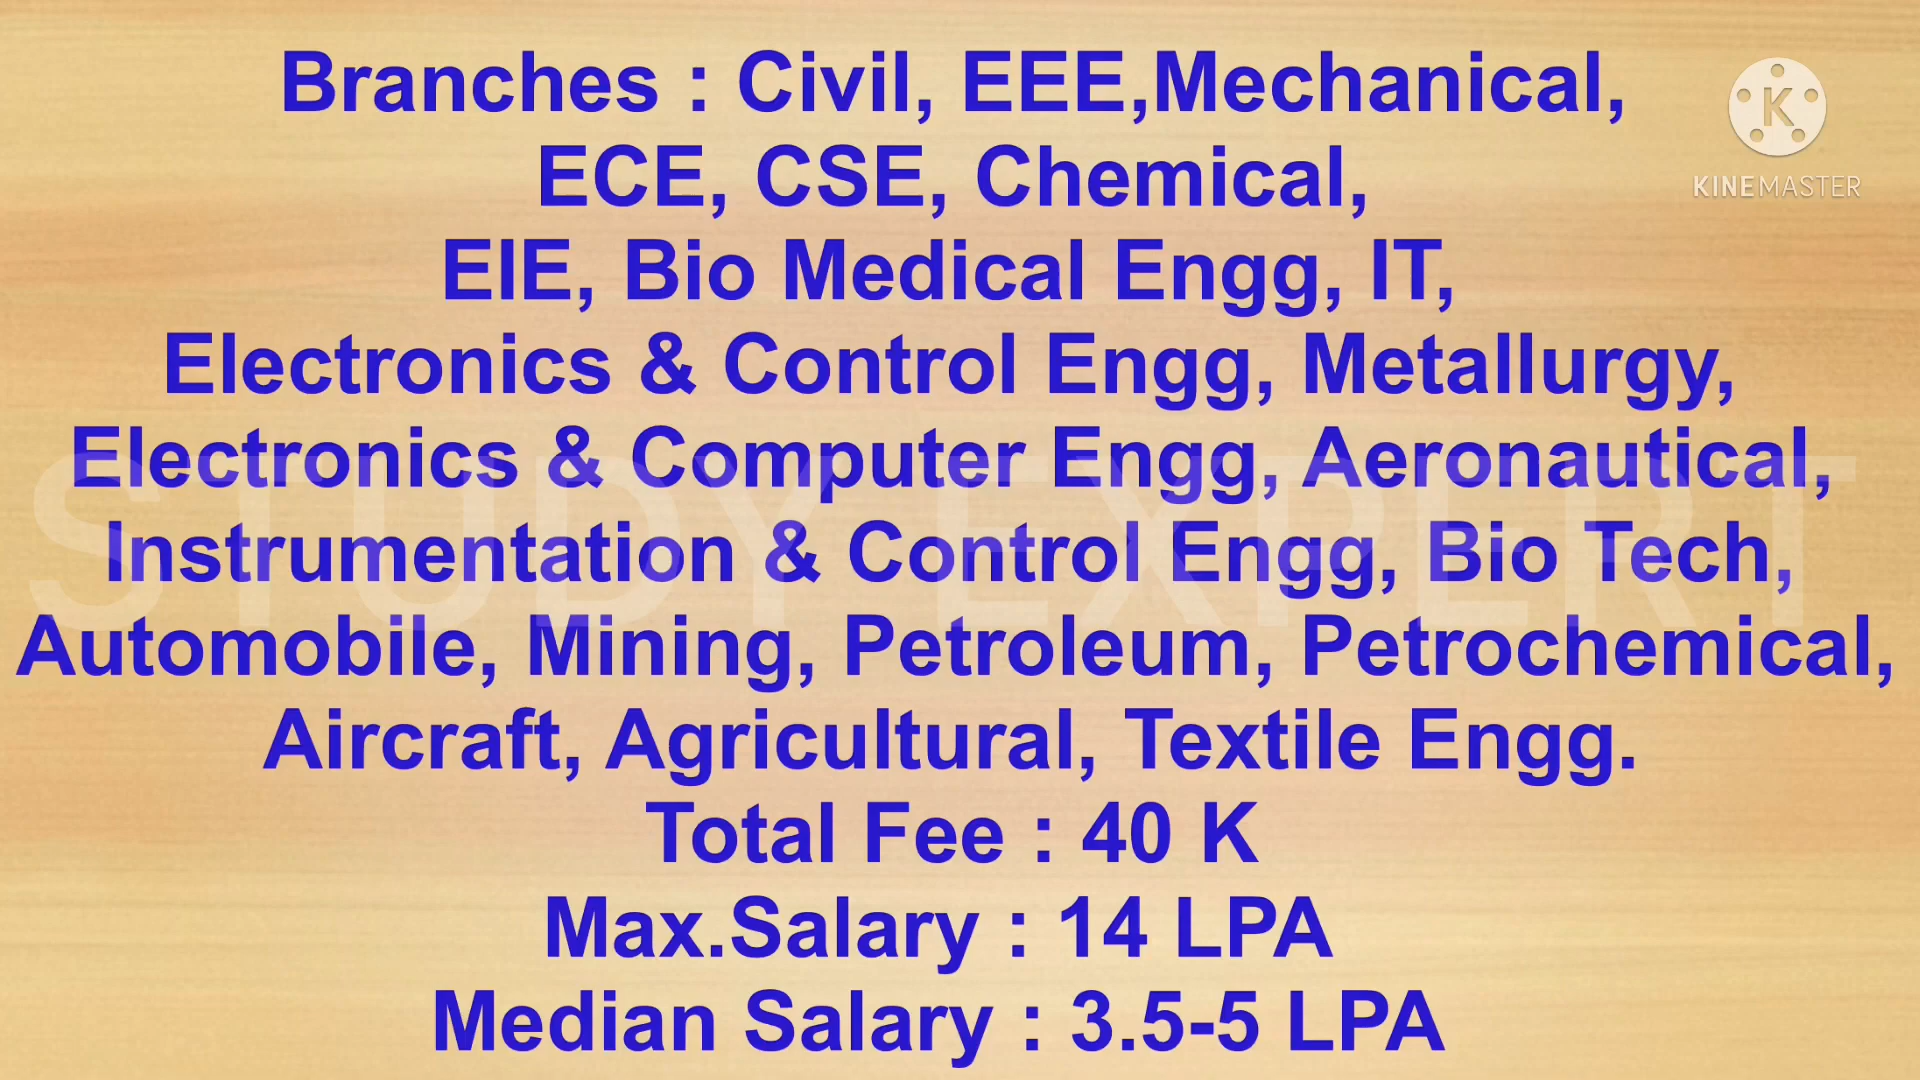 Branches : Civil, EEE,Mechanical,
ECE, CSE, Chemical,
EIE, Bio Medical Engg, IT,
Electronics & Control Engg, Metallurgy,
Electronics & Computer Engg, Aeronautical,
Instrumentation & Control Engg, Bio Tech,
Automobile, Mining, Petroleum, Petrochemical,
Aircraft, Agricultural, Textile Engg.
Total Fee : 40 K
Max.Salary : 14 LPA
Median Salary : 3.5-5 LPA
K
KINEMASTER
STUDY EXPERT